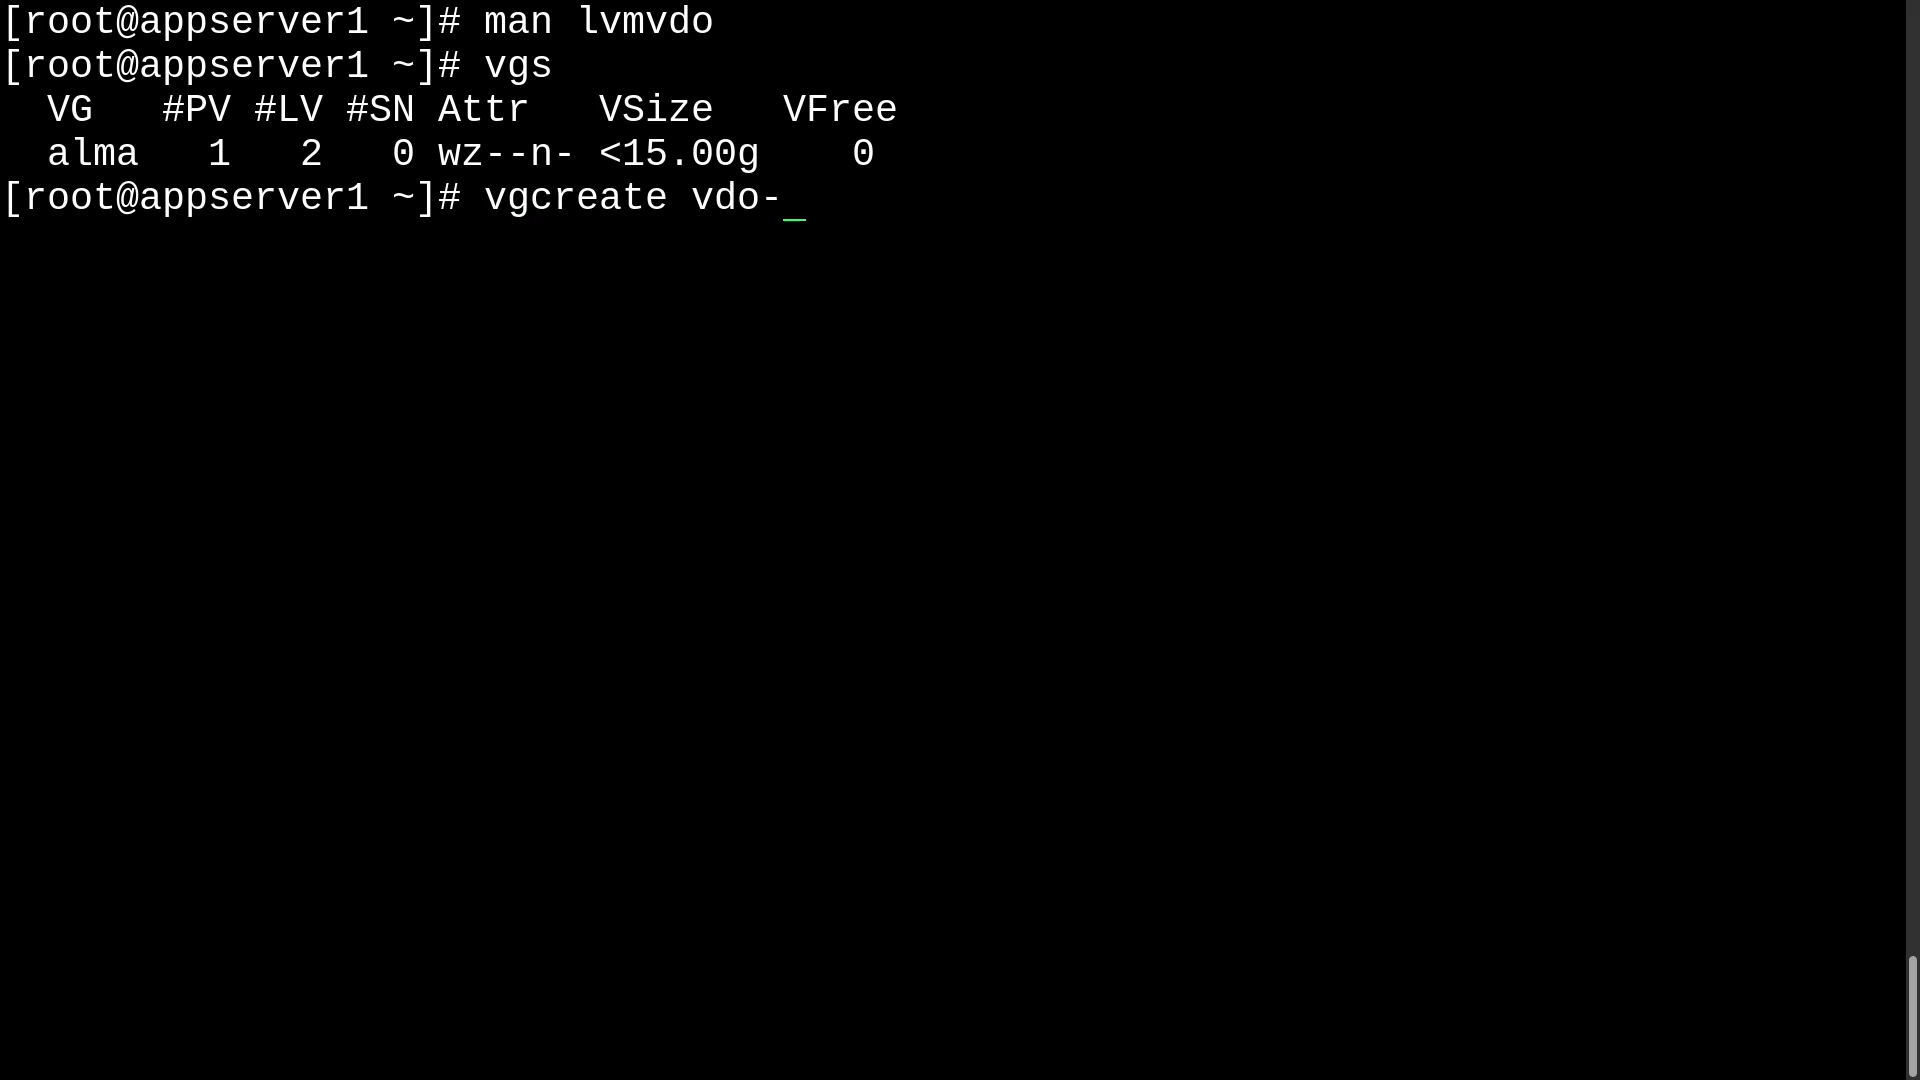 [root@appserver1 ~]# man lvmvdo
[root@appserver1 ~]# vgs
  VG   #PV #LV #SN Attr   VSize   VFree
  alma   1   2   0 wz--n- <15.00g    0
[root@appserver1 ~]# vgcreate vdo-_